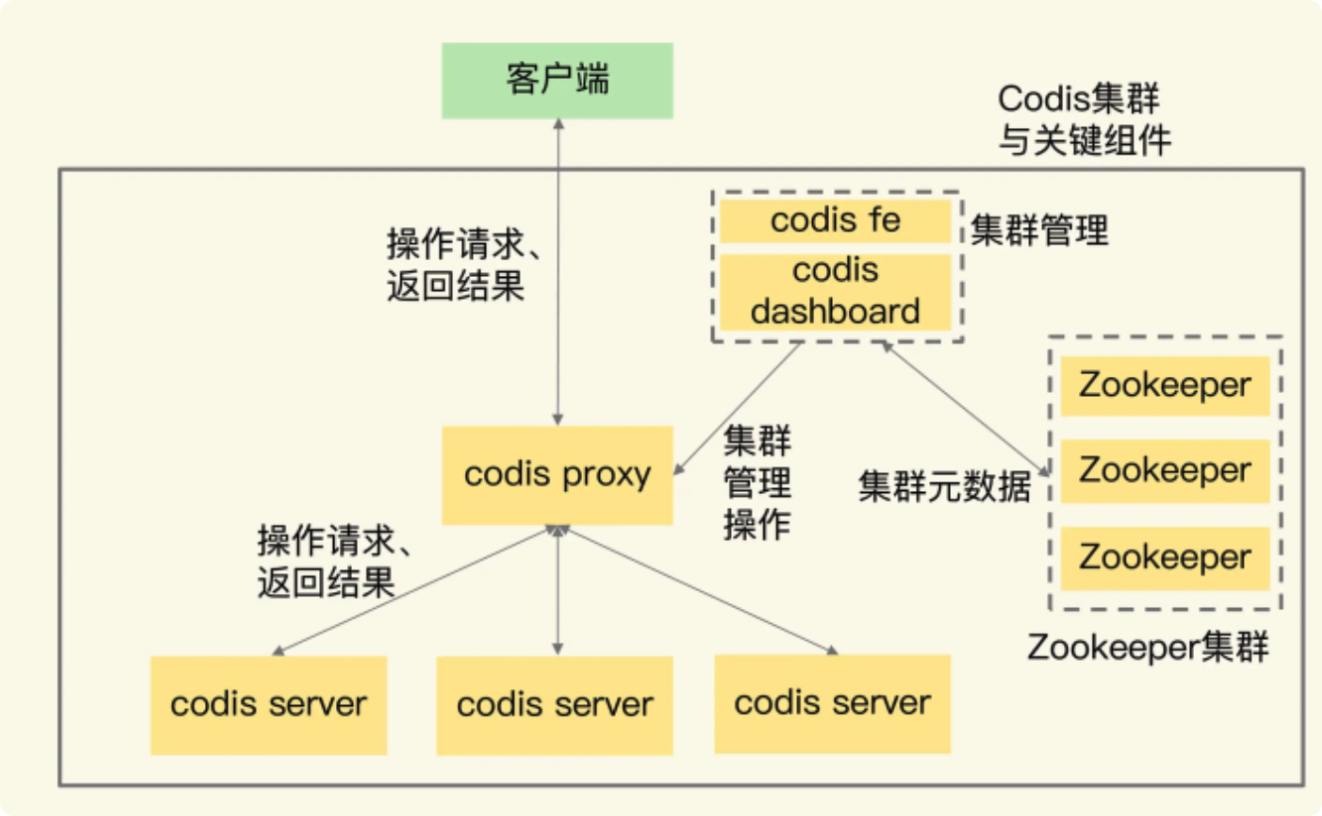 客户端
Codis集群
与关键组件
codis fe
集群管理
codis
dashboard
操作请求、
返回结果
Zookeeper
Zookeeper
Zookeeper
Zookeeper集群
集群
管理
操作
集群元数据
codis proxy
操作请求、
返回结果
codis server
codis server
codis server